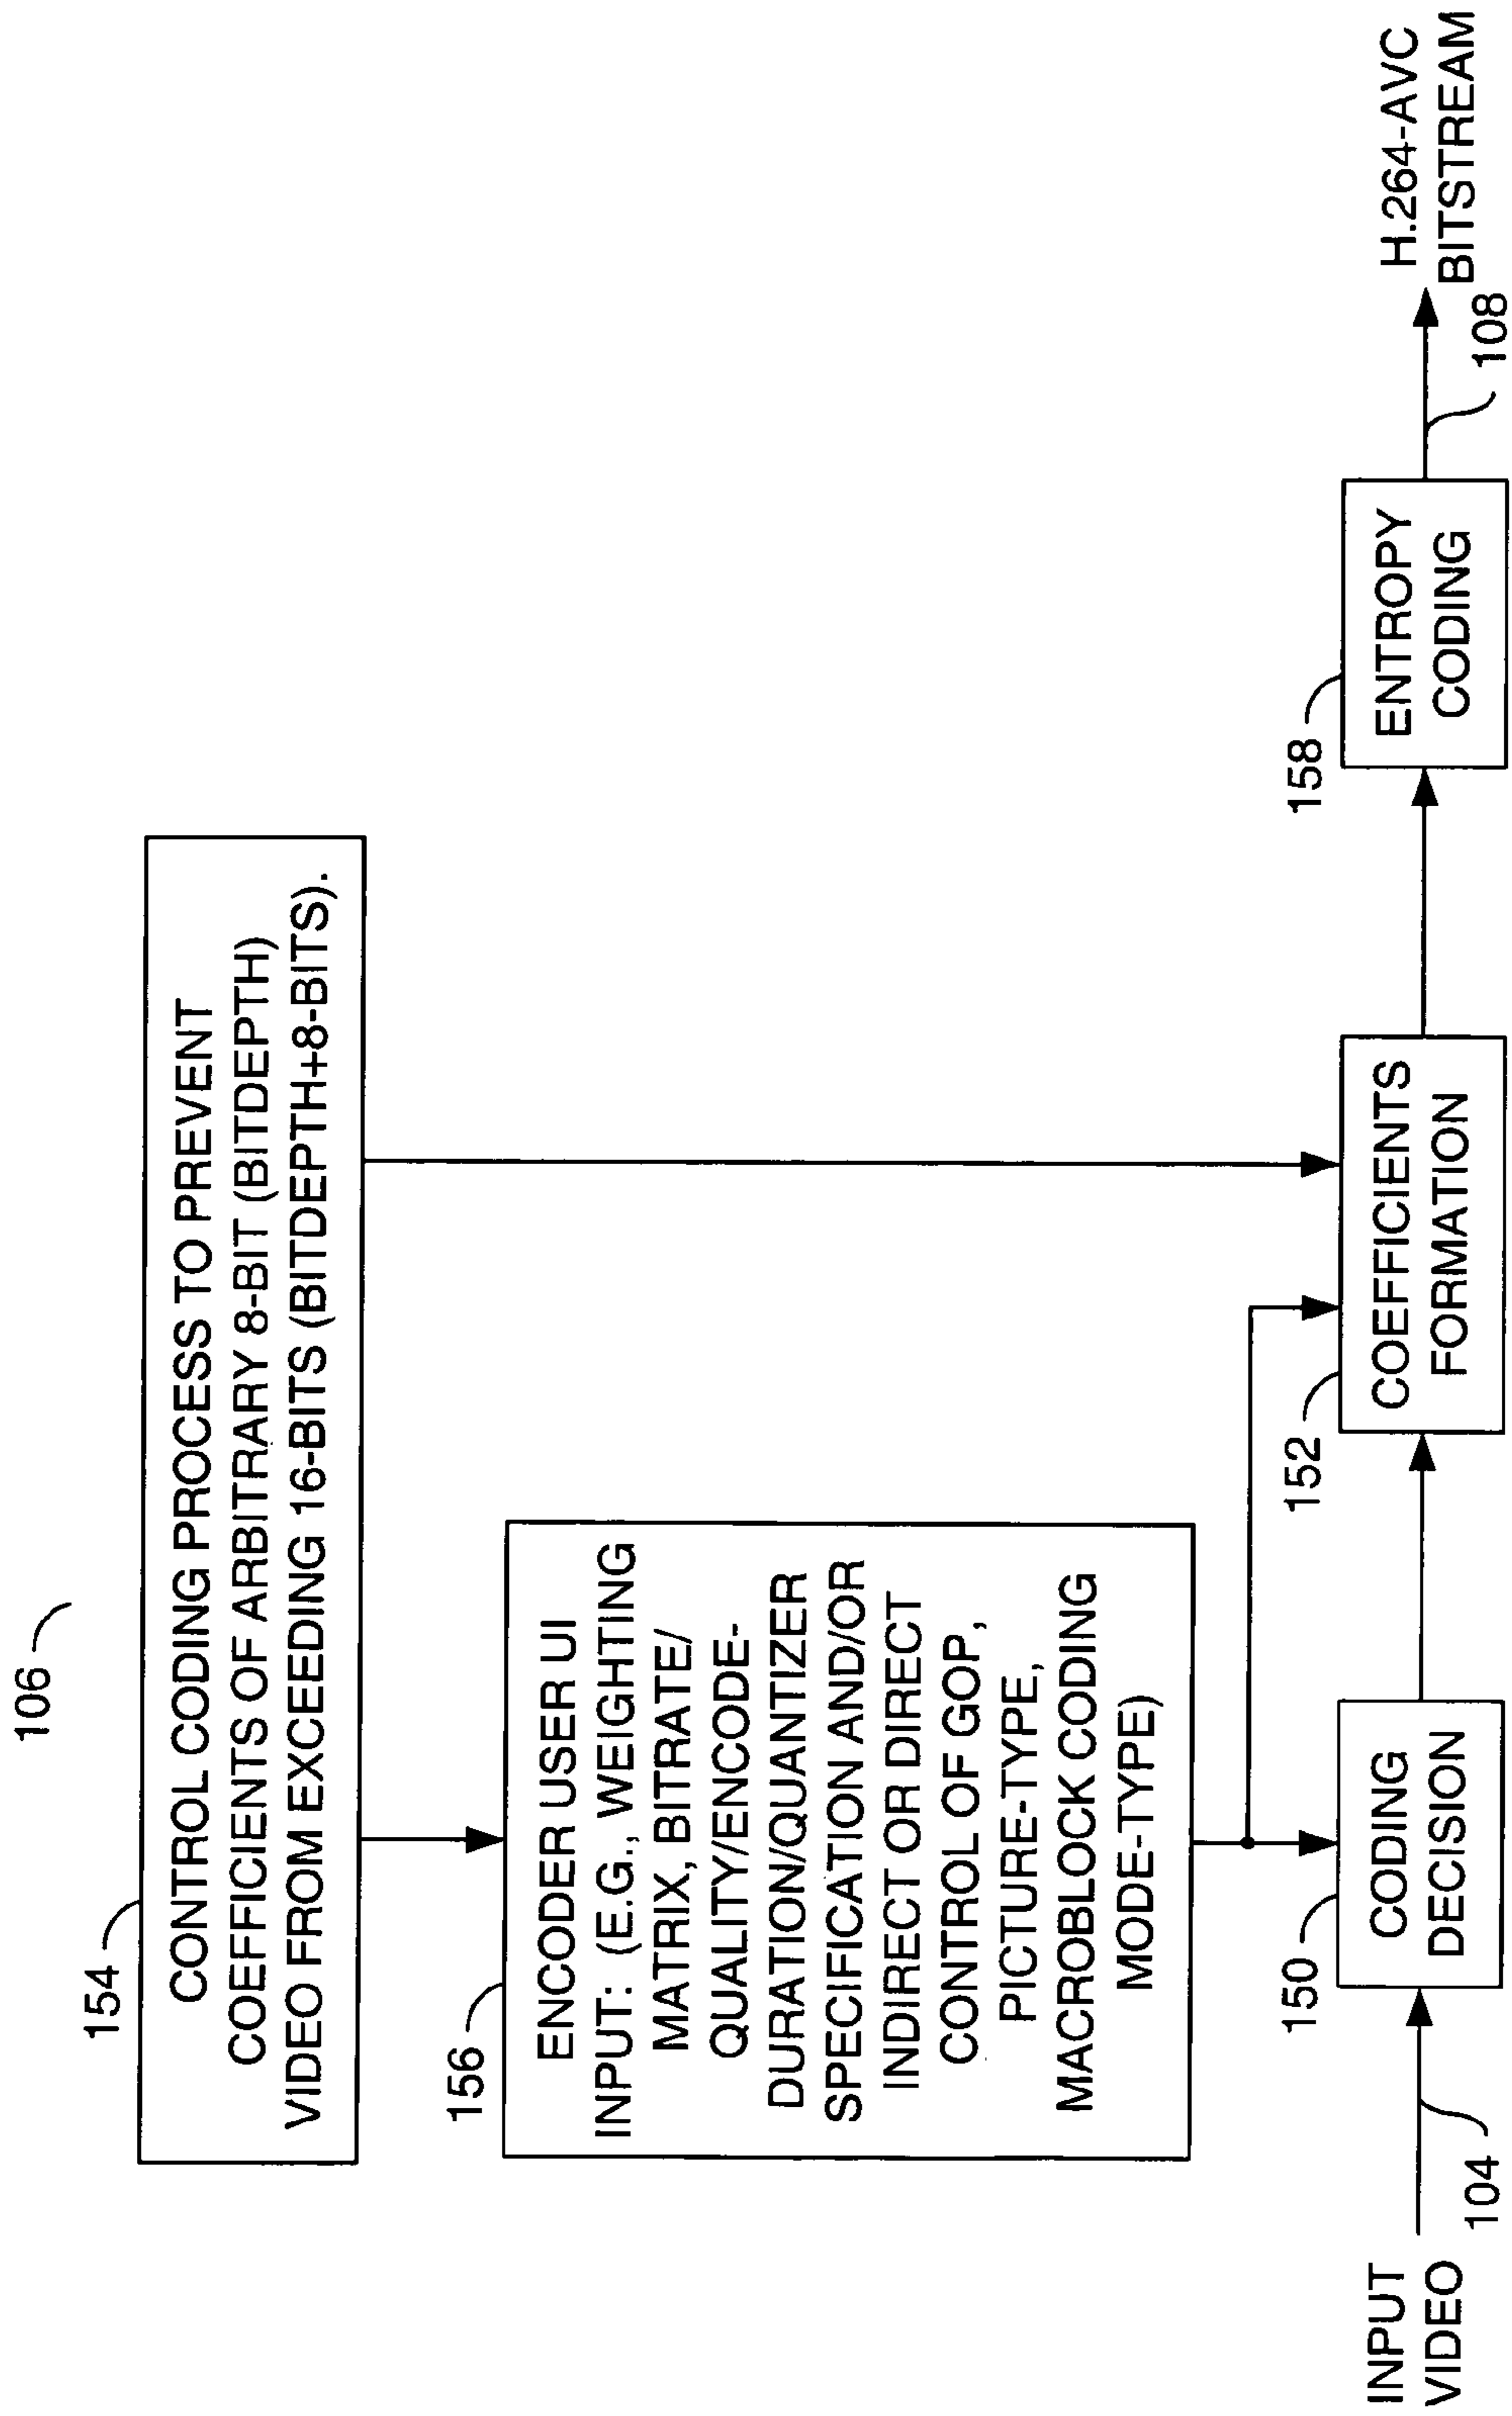 106
154
CONTROL CODING PROCESS TO PREVENT
COEFFICIENTS OF ARBITRARY 8-BIT (BITDEPTH)
VIDEO FROM EXCEEDING 16-BITS (BITDEPTH+8-BITS).
156
ENCODER USER UI
INPUT: (E.G., WEIGHTING
MATRIX, BITRATE/
QUALITY/ENCODE-
DURATION/QUANTIZER
SPECIFICATION AND/OR
INDIRECT OR DIRECT
CONTROL OF GOP,
PICTURE-TYPE,
MACROBLOCK CODING
MODE-TYPE)
INPUT
VIDEO
104
150
CODING
DECISION
152
COEFFICIENTS
FORMATION
158
ENTROPY
CODING
H.264-AVC
BITSTREAM
108